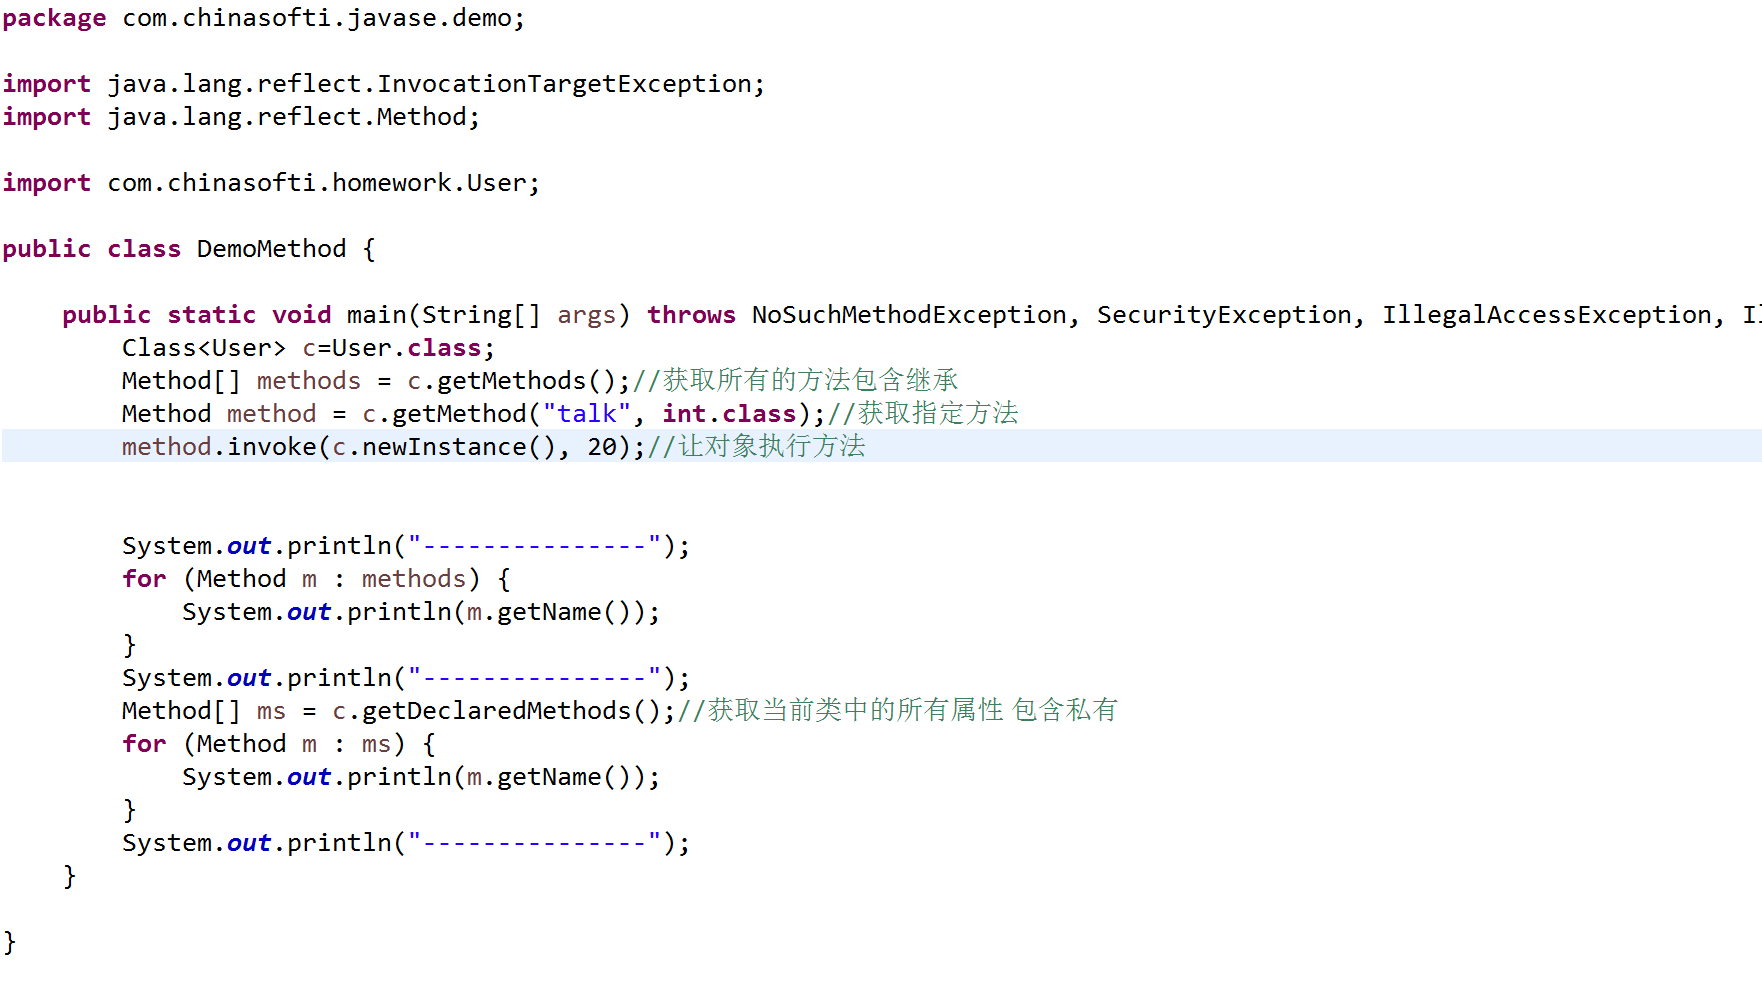 package com.chinasofti.javase.demo;
import java.lang.reflect.InvocationTargetException;
import java.lang.reflect.Method;
import com.chinasofti.homework.User;
public class DemoMethod {
public static void main(String[] args) throws NoSuchMethodException, SecurityException, IllegalAccessException, Il
Class<User> c=User.class;
Method[] methods = c.getMethods();//获取所有的方法包含继承
Method method = c.getMethod("talk", int.class);//获取指定方法
method.invoke(c.newInstance(), 20);//让对象执行方法
System.out.println("---------------");
for (Method m : methods) {
System.out.println(m.getName());
}
System.out.println("---------------");
Method[] ms = c.getDeclaredMethods();//获取当前类中的所有属性 包含私有
for (Method m : ms) {
System.out.println(m.getName());
}
System.out.println("---------------");
}
}